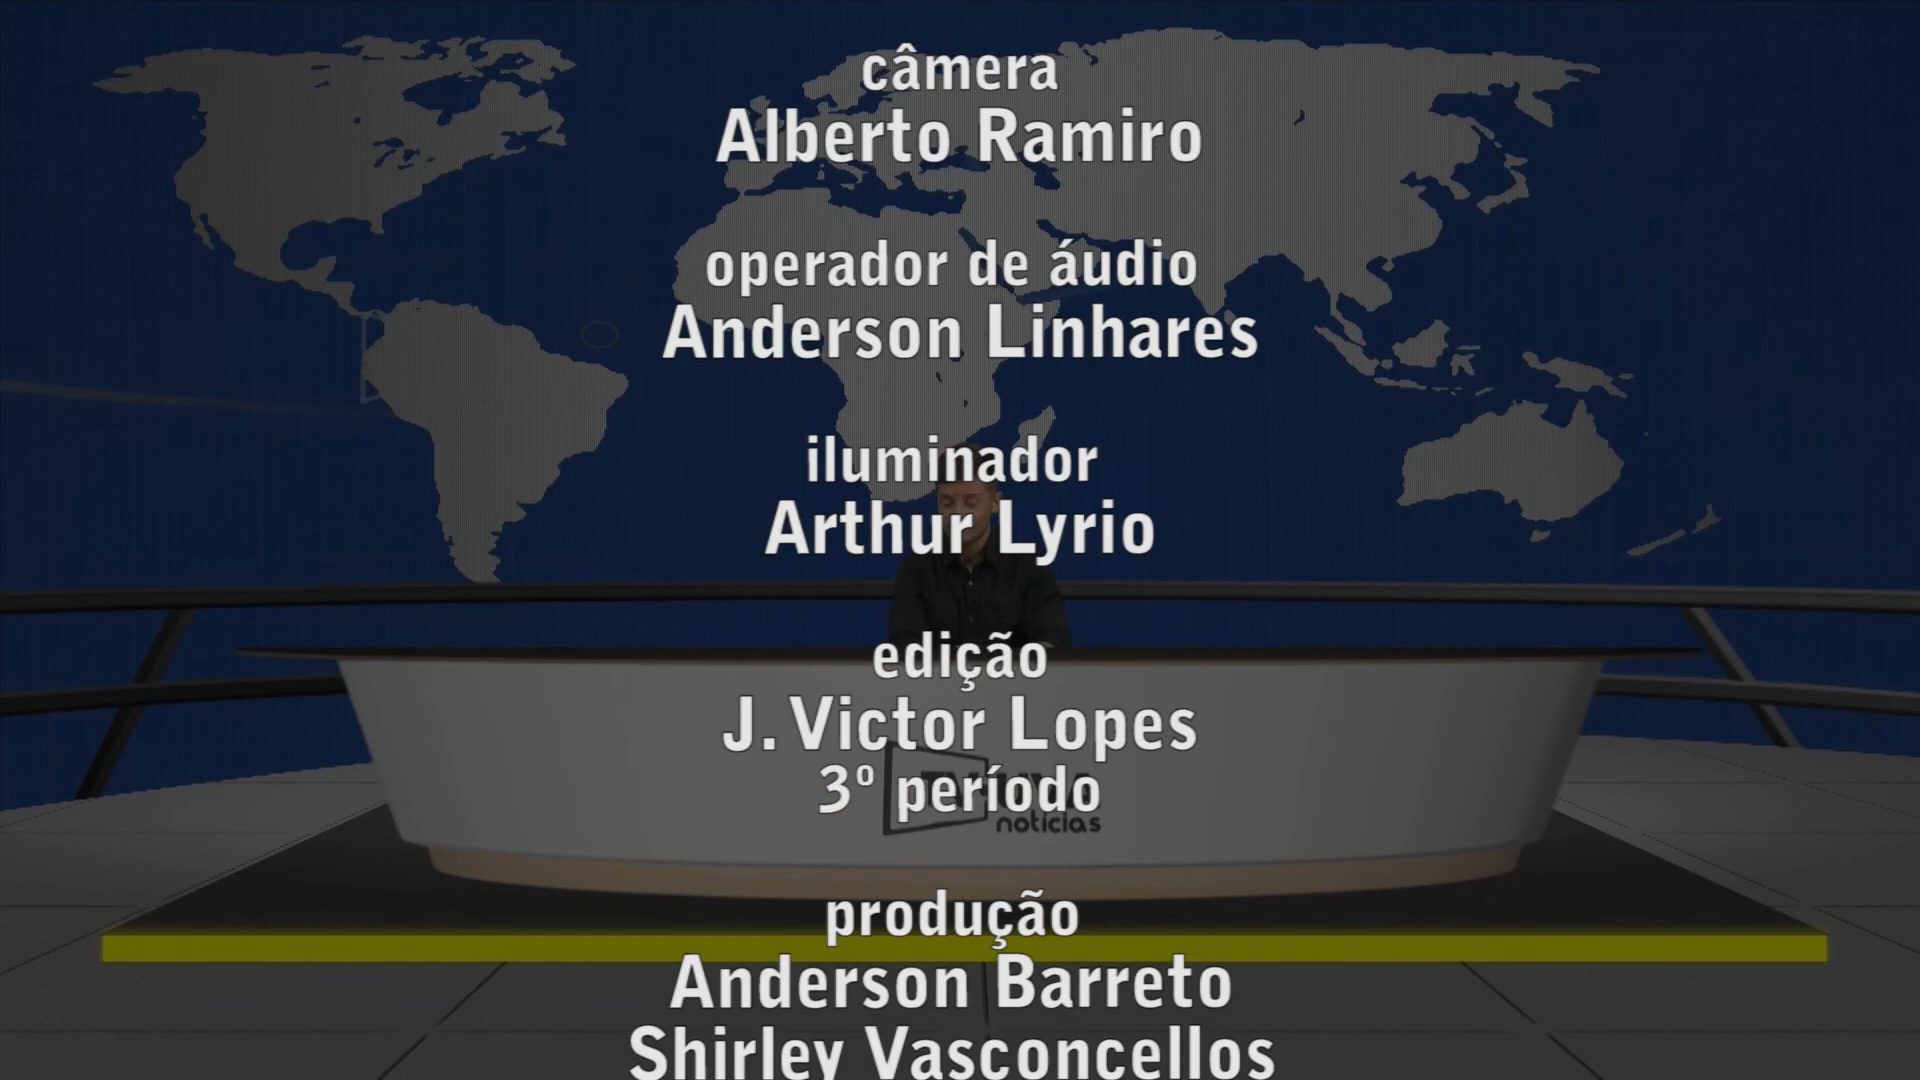 câmera
Alberto Ramiro
operador de áudio
Anderson Linhares
iluminador
Arthur Lyrio
edição
J. Victor Lopes
3º período
notícias
produção
Anderson Barreto
Shirley Vasconcellos